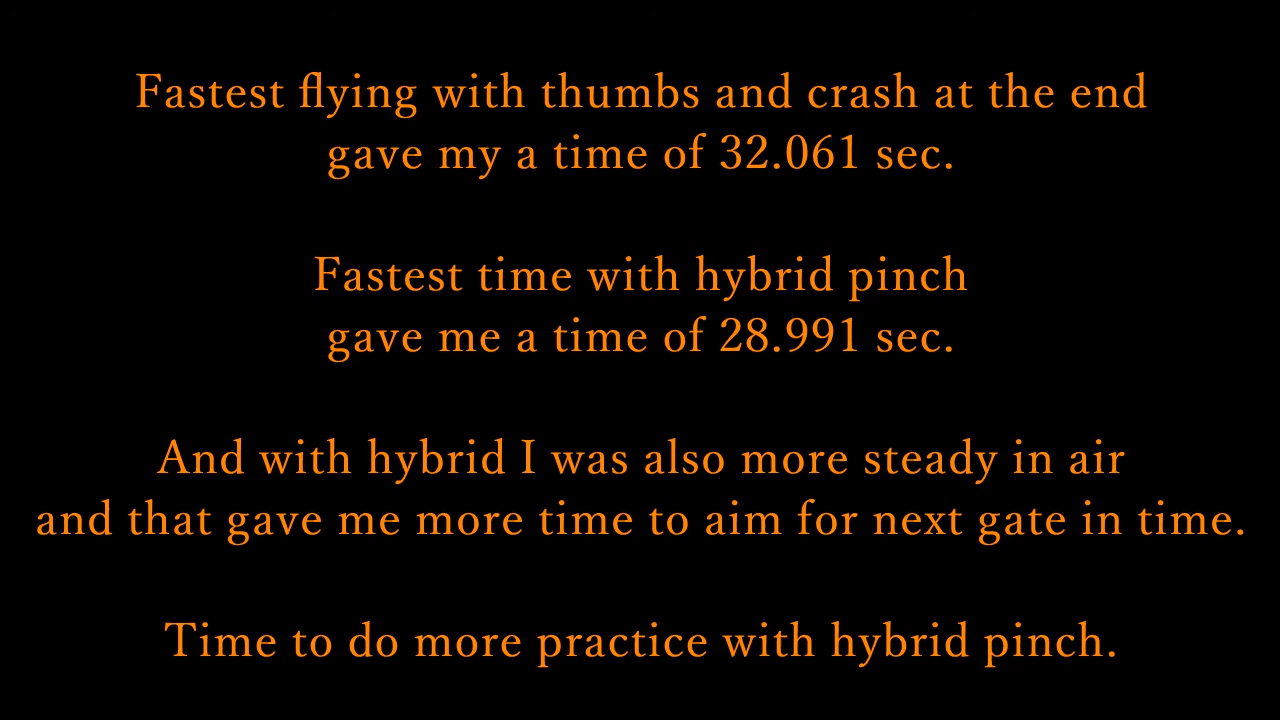 Fastest flying with thumbs and crash at the end
gave my a time of 32.061 sec.
Fastest time with hybrid pinch
gave me a time of 28.991 sec.
And with hybrid I was also more steady in air
and that gave me more time to aim for next gate in time.
Time to do more practice with hybrid pinch.